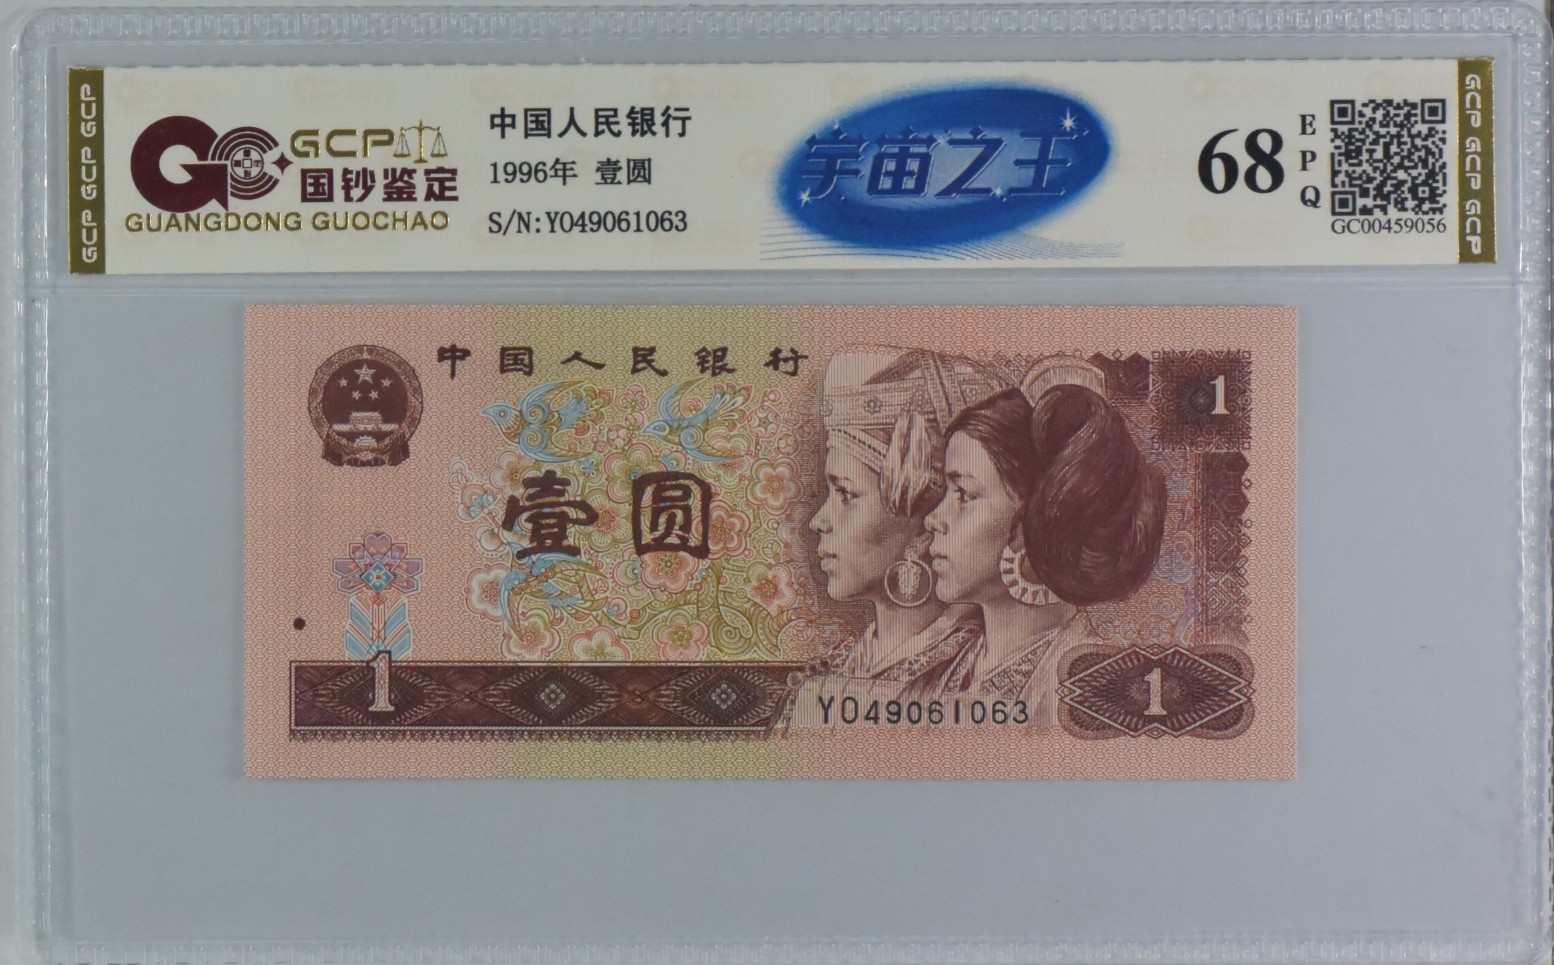 GCP GCP GCP
GCP
国钞鉴定
GUANGDONG GUOCHAO
中国人民银行
1996年 壹圆
S/N:Y049061063
宇宙之王
68
EPQ
GC00459056
GCP GCP GCP
中国人民银行
1
壹圆
1
Y049061063
1